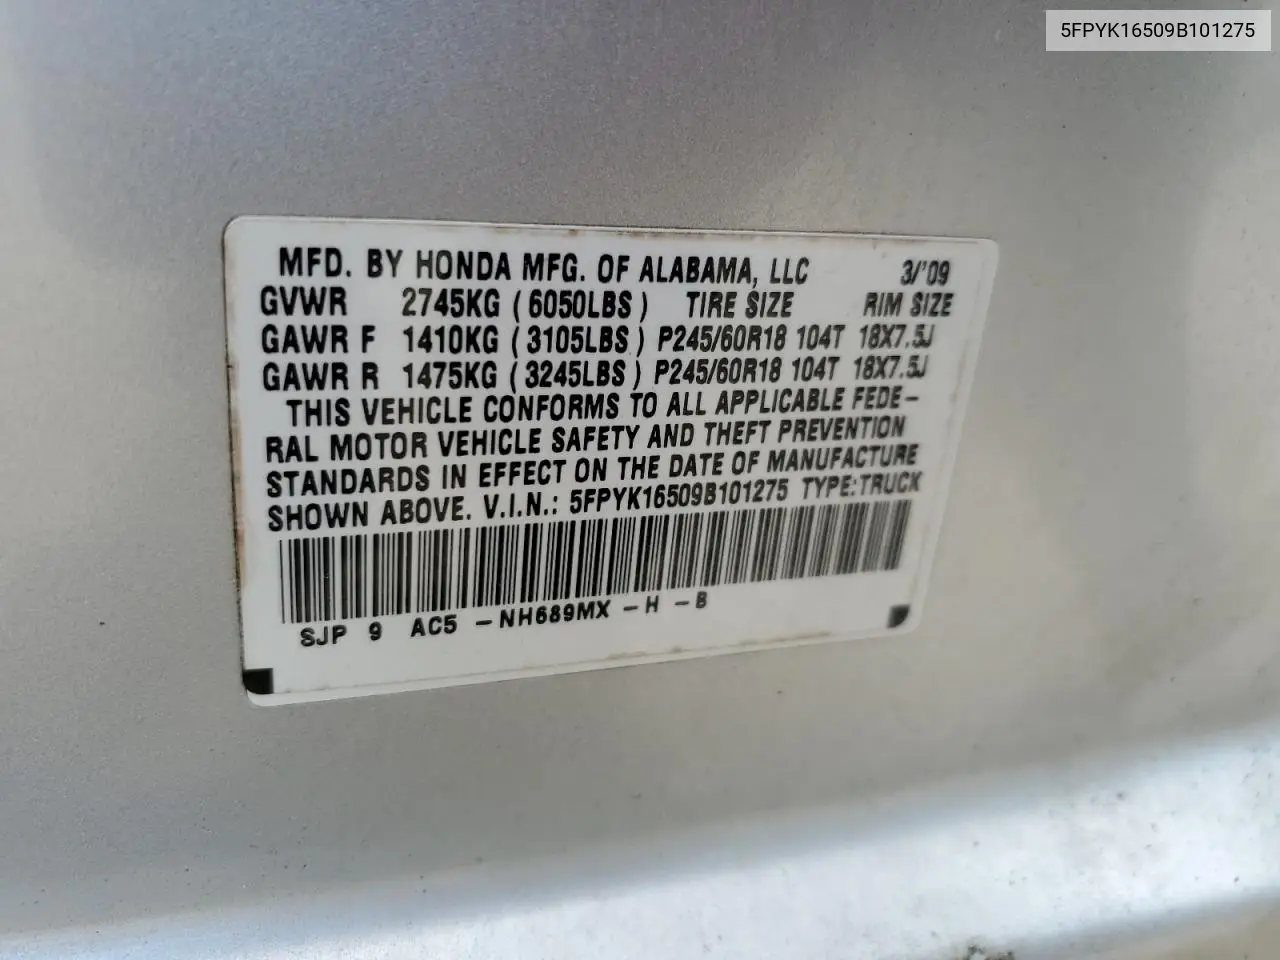 5FPYK16509B101275
MFD. BY HONDA MFG. OF ALABAMA, LLC 3/'09
GVWR 2745KG (6050LBS) TIRE SIZE RIM SIZE
GAWR F 1410KG (3105LBS) P245/60R18 104T 18X7.5J
GAWR R 1475KG (3245LBS) P245/60R18 104T 18X7.5J
THIS VEHICLE CONFORMS TO ALL APPLICABLE FEDE-
RAL MOTOR VEHICLE SAFETY AND THEFT PREVENTION
STANDARDS IN EFFECT ON THE DATE OF MANUFACTURE
SHOWN ABOVE. V.I.N.: 5FPYK16509B101275 TYPE:TRUCK
SJP 9 AC5 -NH689MX -H -B